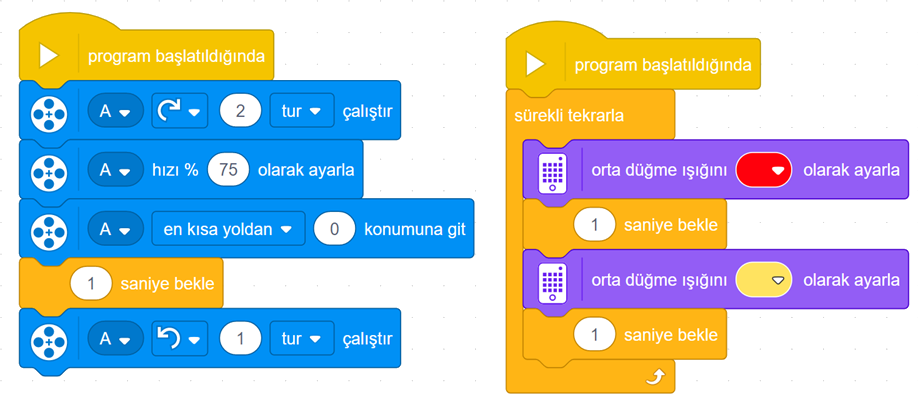 program başlatıldığında
A 2 tur çalıştır
A hızı % 75 olarak ayarla
A en kısa yoldan 0 konumuna git
1 saniye bekle
A 1 tur çalıştır
program başlatıldığında
sürekli tekrarla
orta düğme ışığını olarak ayarla
1 saniye bekle
orta düğme ışığını olarak ayarla
1 saniye bekle